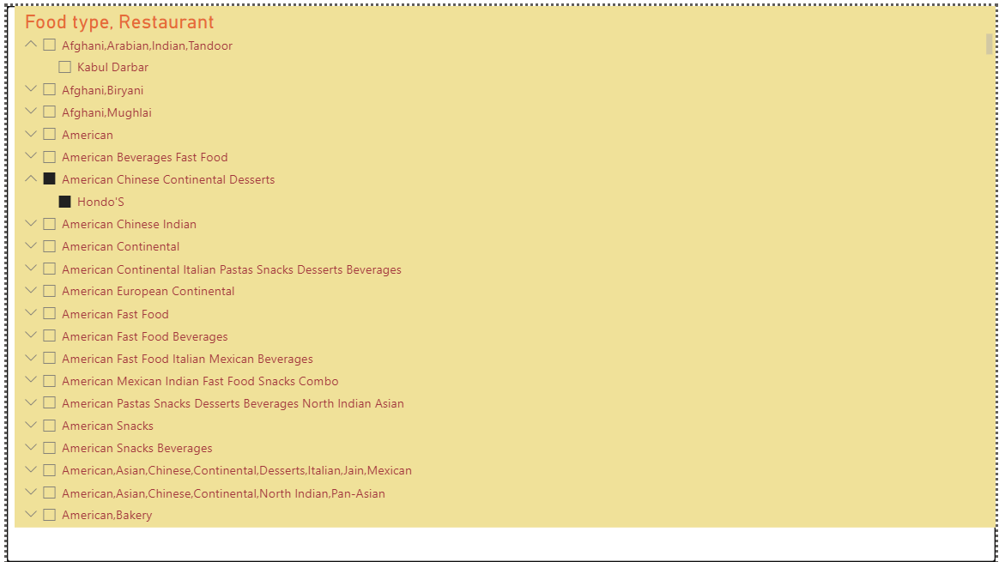 Food type, Restaurant
Afghani,Arabian,Indian,Tandoor
Kabul Darbar
Afghani,Biryani
Afghani,Mughlai
American
American Beverages Fast Food
American Chinese Continental Desserts
Hondo'S
American Chinese Indian
American Continental
American Continental Italian Pastas Snacks Desserts Beverages
American European Continental
American Fast Food
American Fast Food Beverages
American Fast Food Italian Mexican Beverages
American Mexican Indian Fast Food Snacks Combo
American Pastas Snacks Desserts Beverages North Indian Asian
American Snacks
American Snacks Beverages
American,Asian,Chinese,Continental,Desserts,Italian,Jain,Mexican
American,Asian,Chinese,Continental,North Indian,Pan-Asian
American,Bakery